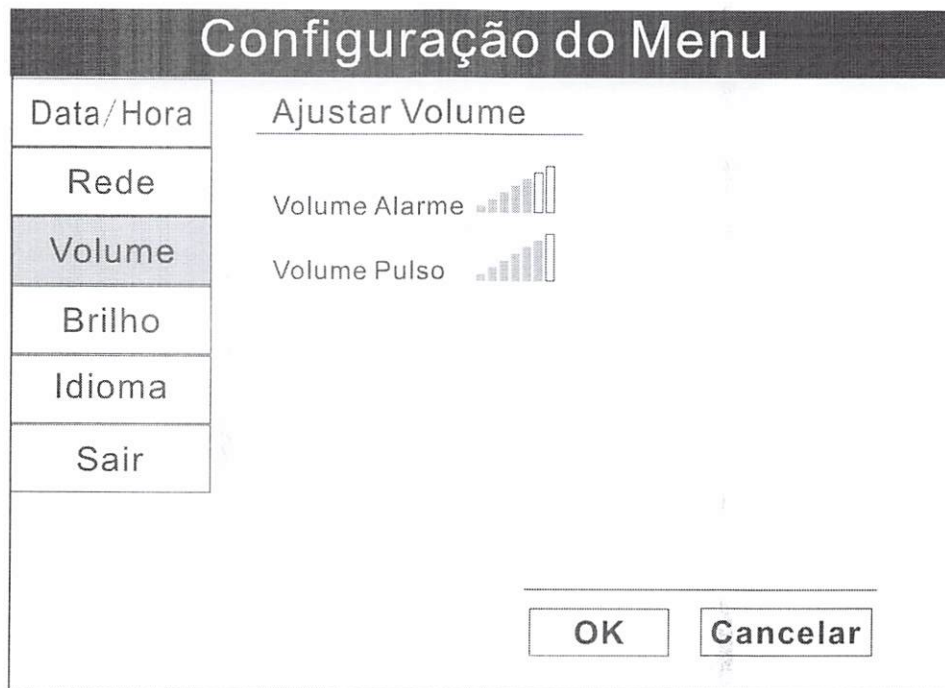 Configuração do Menu
Data/Hora
Rede
Volume
Brilho
Idioma
Sair
Ajustar Volume
Volume Alarme
Volume Pulso
OK
Cancelar